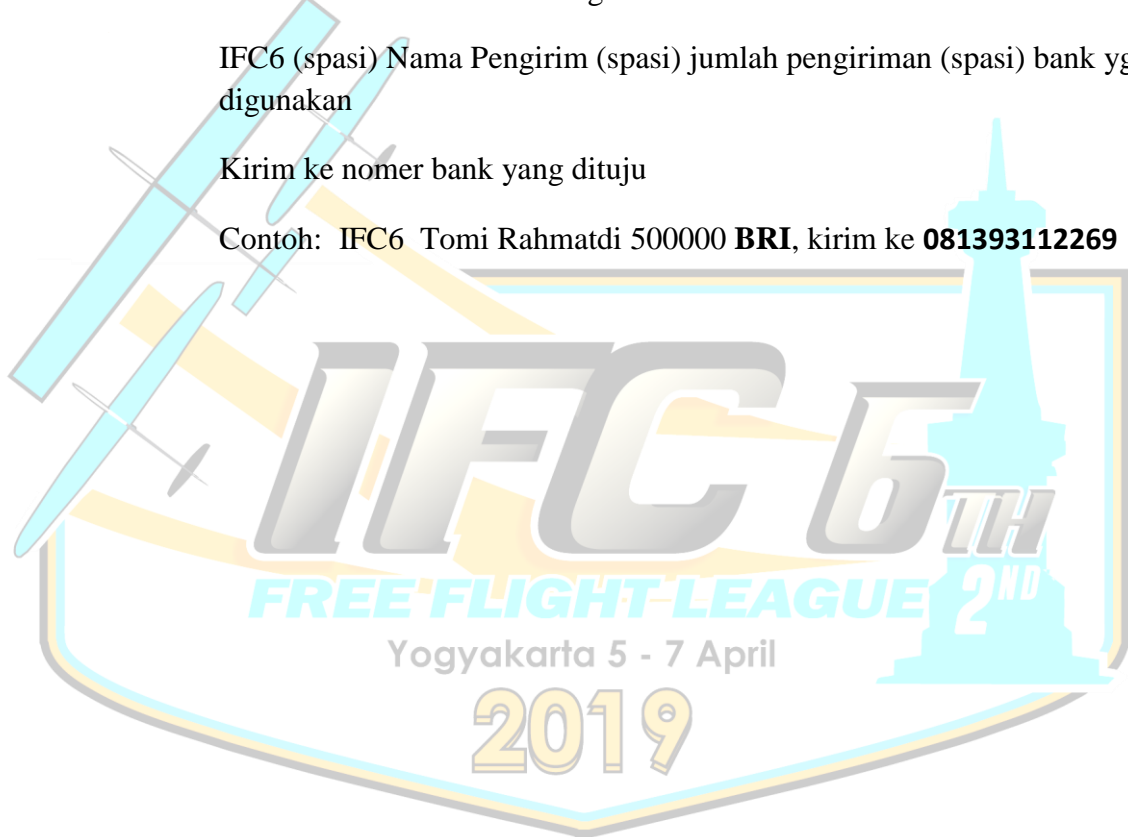 IFC6 (spasi) Nama Pengirim (spasi) jumlah pengiriman (spasi) bank yg
digunakan
Kirim ke nomer bank yang dituju
Contoh: IFC6 Tomi Rahmatdi 500000 BRI, kirim ke 081393112269
IFC 6TH
FREE FLIGHT LEAGUE 2ND
Yogyakarta 5 - 7 April
2019